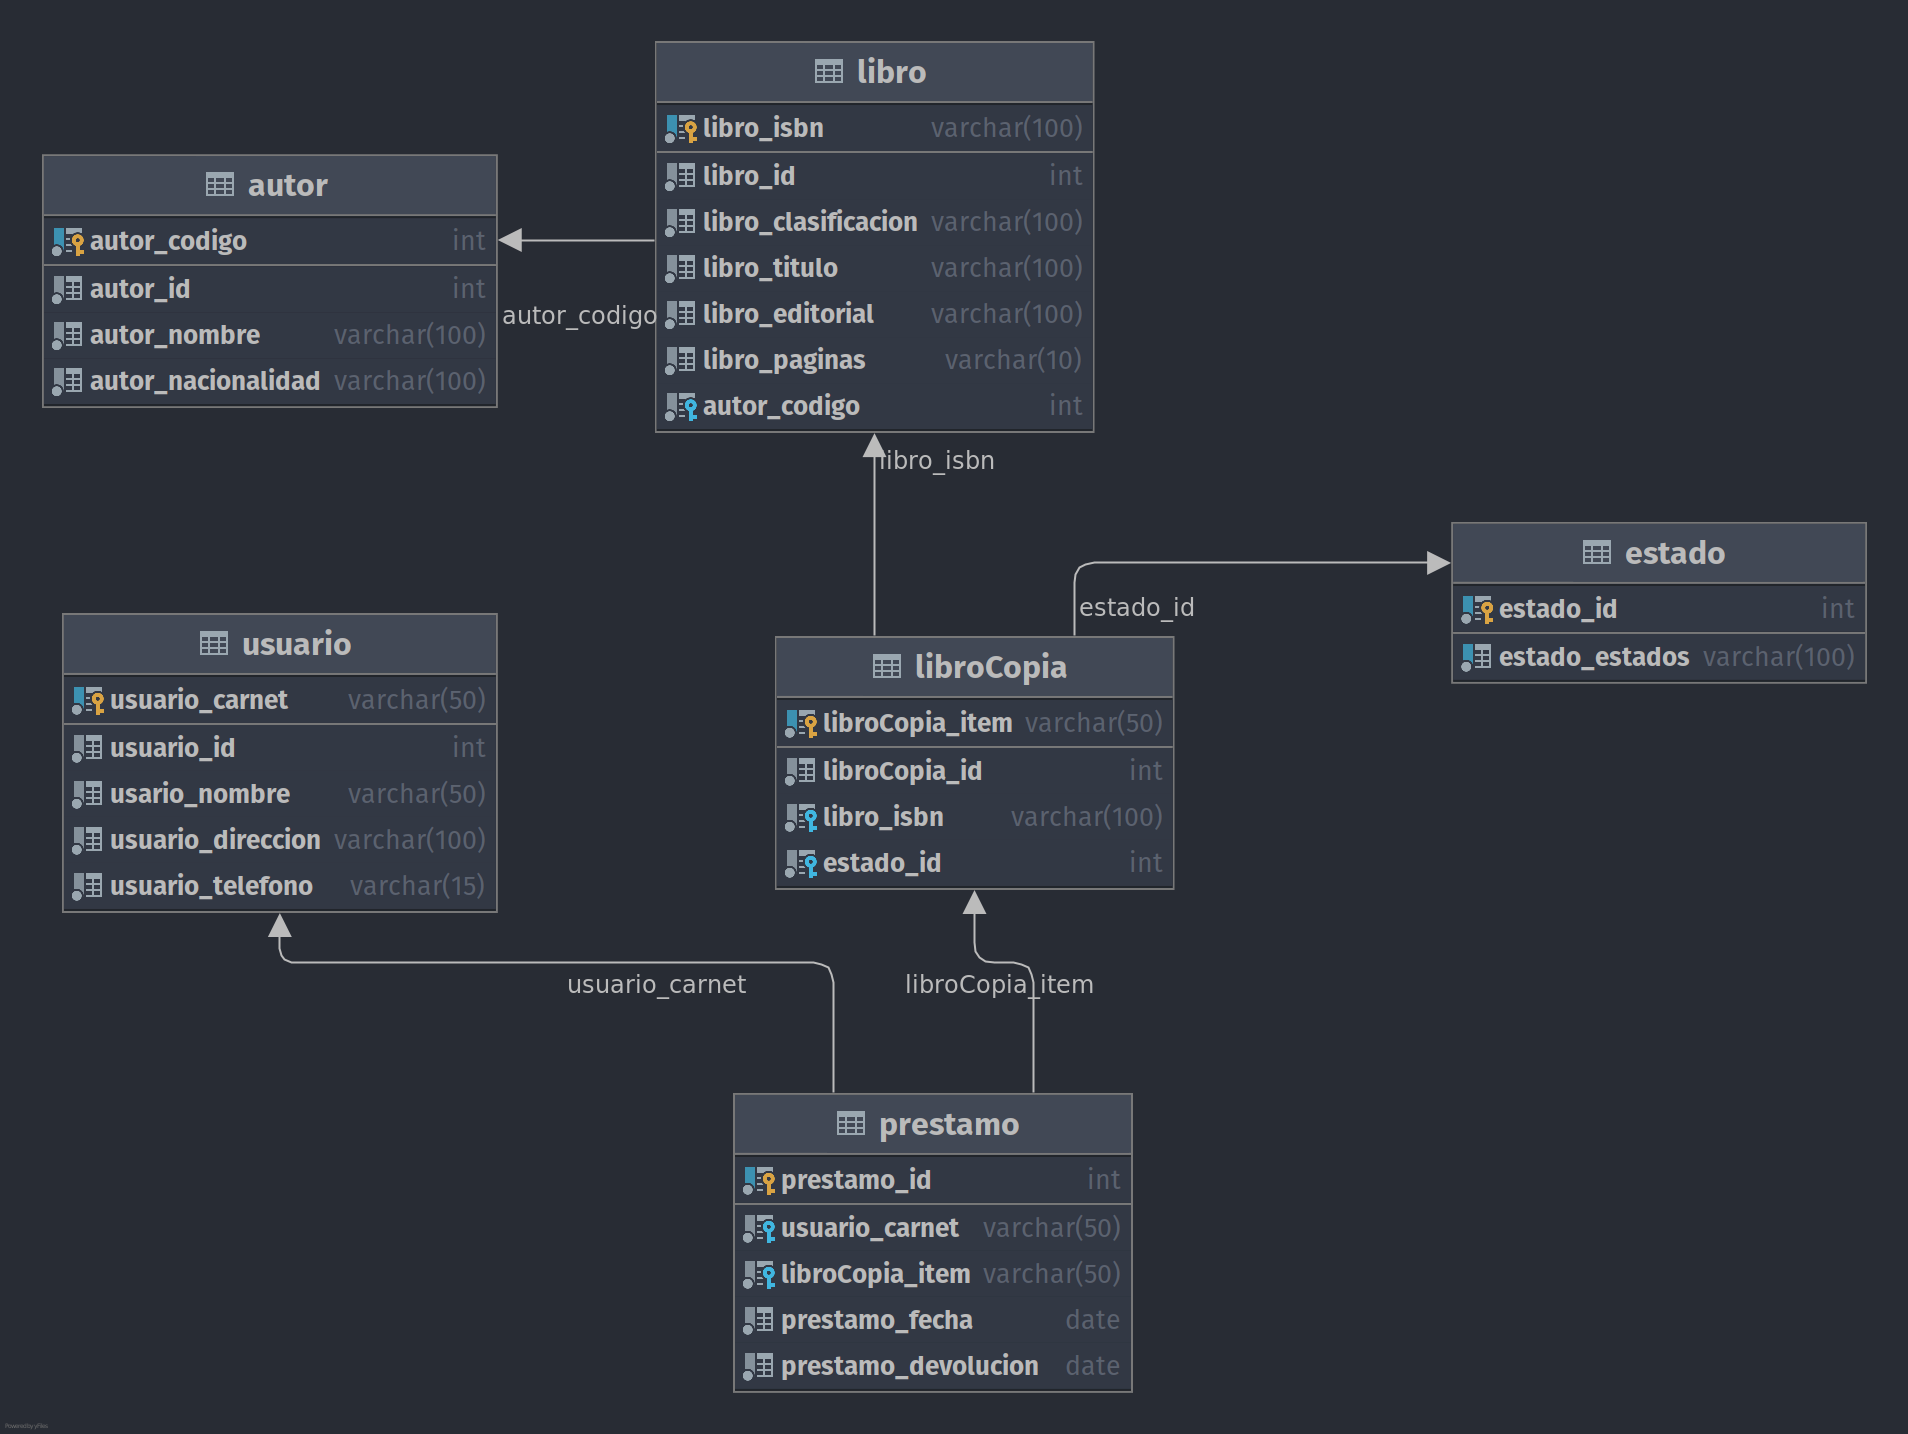 libro
libro_isbn varchar(100)
libro_id int
libro_clasificacion varchar(100)
libro_titulo varchar(100)
libro_editorial varchar(100)
libro_paginas varchar(10)
autor_codigo int
autor
autor_codigo int
autor_id int
autor_nombre varchar(100)
autor_nacionalidad varchar(100)
autor_codigo
libro_isbn
estado
estado_id int
estado_estados varchar(100)
estado_id
usuario
usuario_carnet varchar(50)
usuario_id int
usario_nombre varchar(50)
usuario_direccion varchar(100)
usuario_telefono varchar(15)
libroCopia
libroCopia_item varchar(50)
libroCopia_id int
libro_isbn varchar(100)
estado_id int
usuario_carnet
libroCopia_item
prestamo
prestamo_id int
usuario_carnet varchar(50)
libroCopia_item varchar(50)
prestamo_fecha date
prestamo_devolucion date
Powered by yFiles